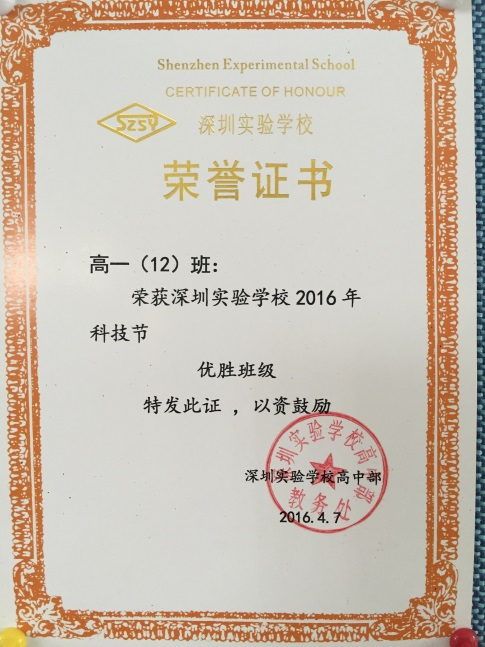 Shenzhen Experimental School
CERTIFICATE OF HONOUR
SZSY
深圳实验学校
荣誉证书
高一（12）班：
荣获深圳实验学校 2016 年
科技节
优胜班级
特发此证 ，以资鼓励
深圳实验学校高中部
深圳实验学校高中部
教务处
2016.4.7